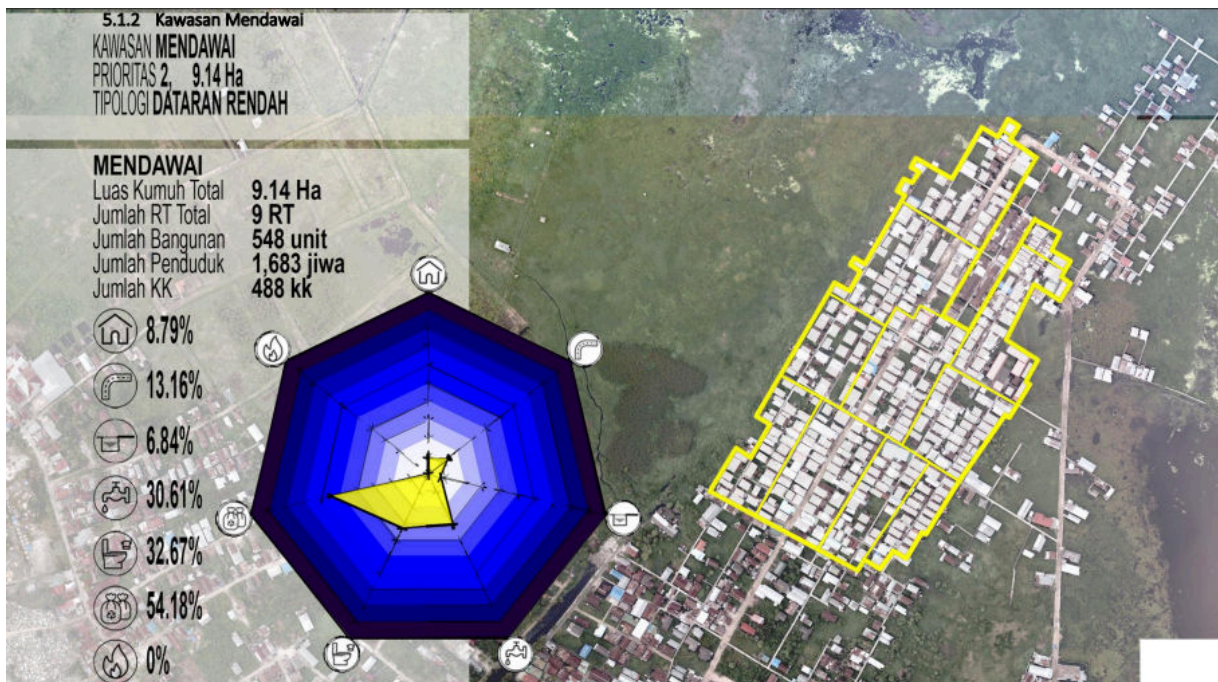 5.1.2 Kawasan Mendawai
KAWASAN MENDAWAI
PRIORITAS 2, 9.14 Ha
TIPOLOGI DATARAN RENDAH
MENDAWAI
Luas Kumuh Total 9.14 Ha
Jumlah RT Total 9 RT
Jumlah Bangunan 548 unit
Jumlah Penduduk 1,683 jiwa
Jumlah KK 488 kk
8.79%
13.16%
6.84%
30.61%
32.67%
54.18%
0%